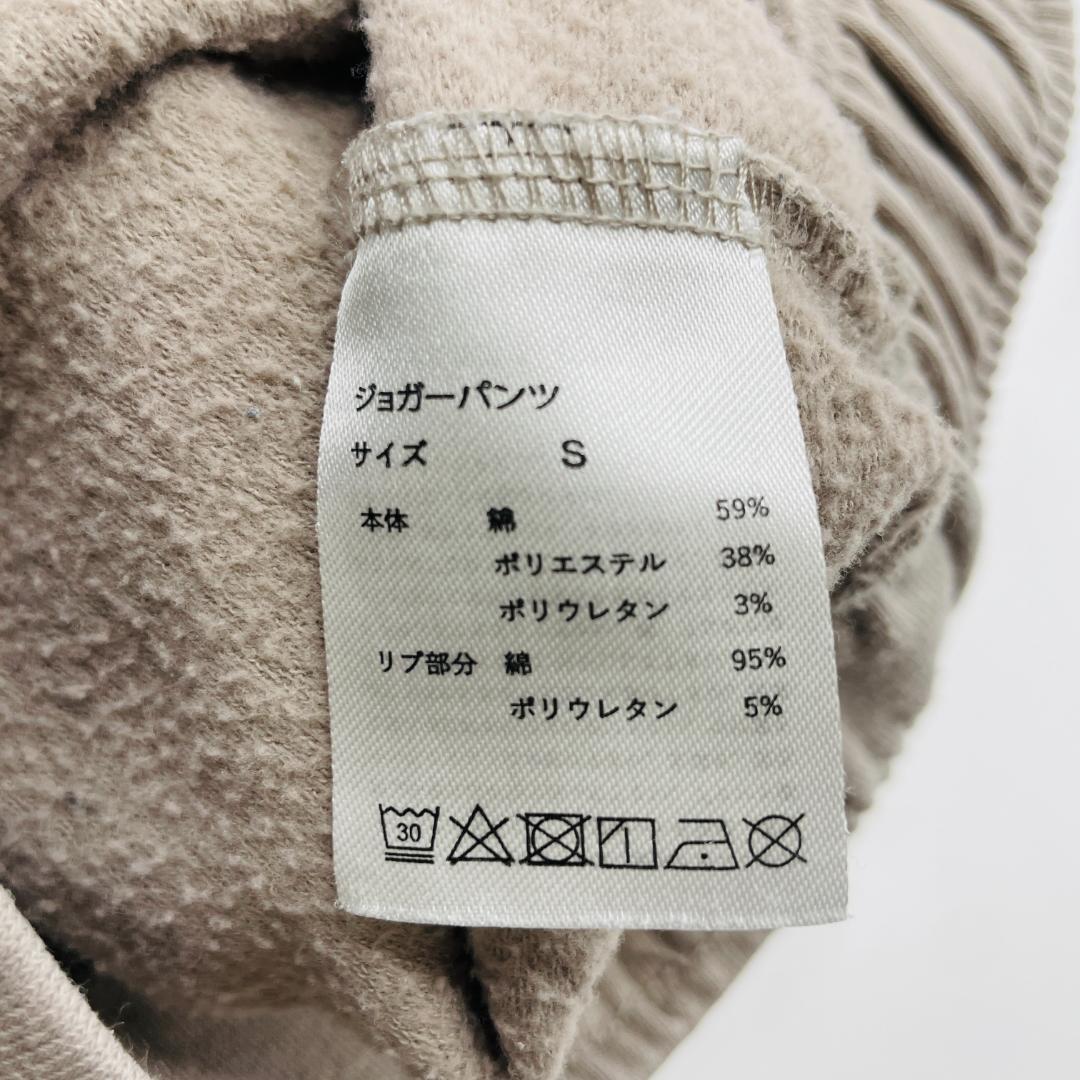 ジョガーパンツ
サイズ S
本体 綿 59%
ポリエステル 38%
ポリウレタン 3%
リブ部分 綿 95%
ポリウレタン 5%
30